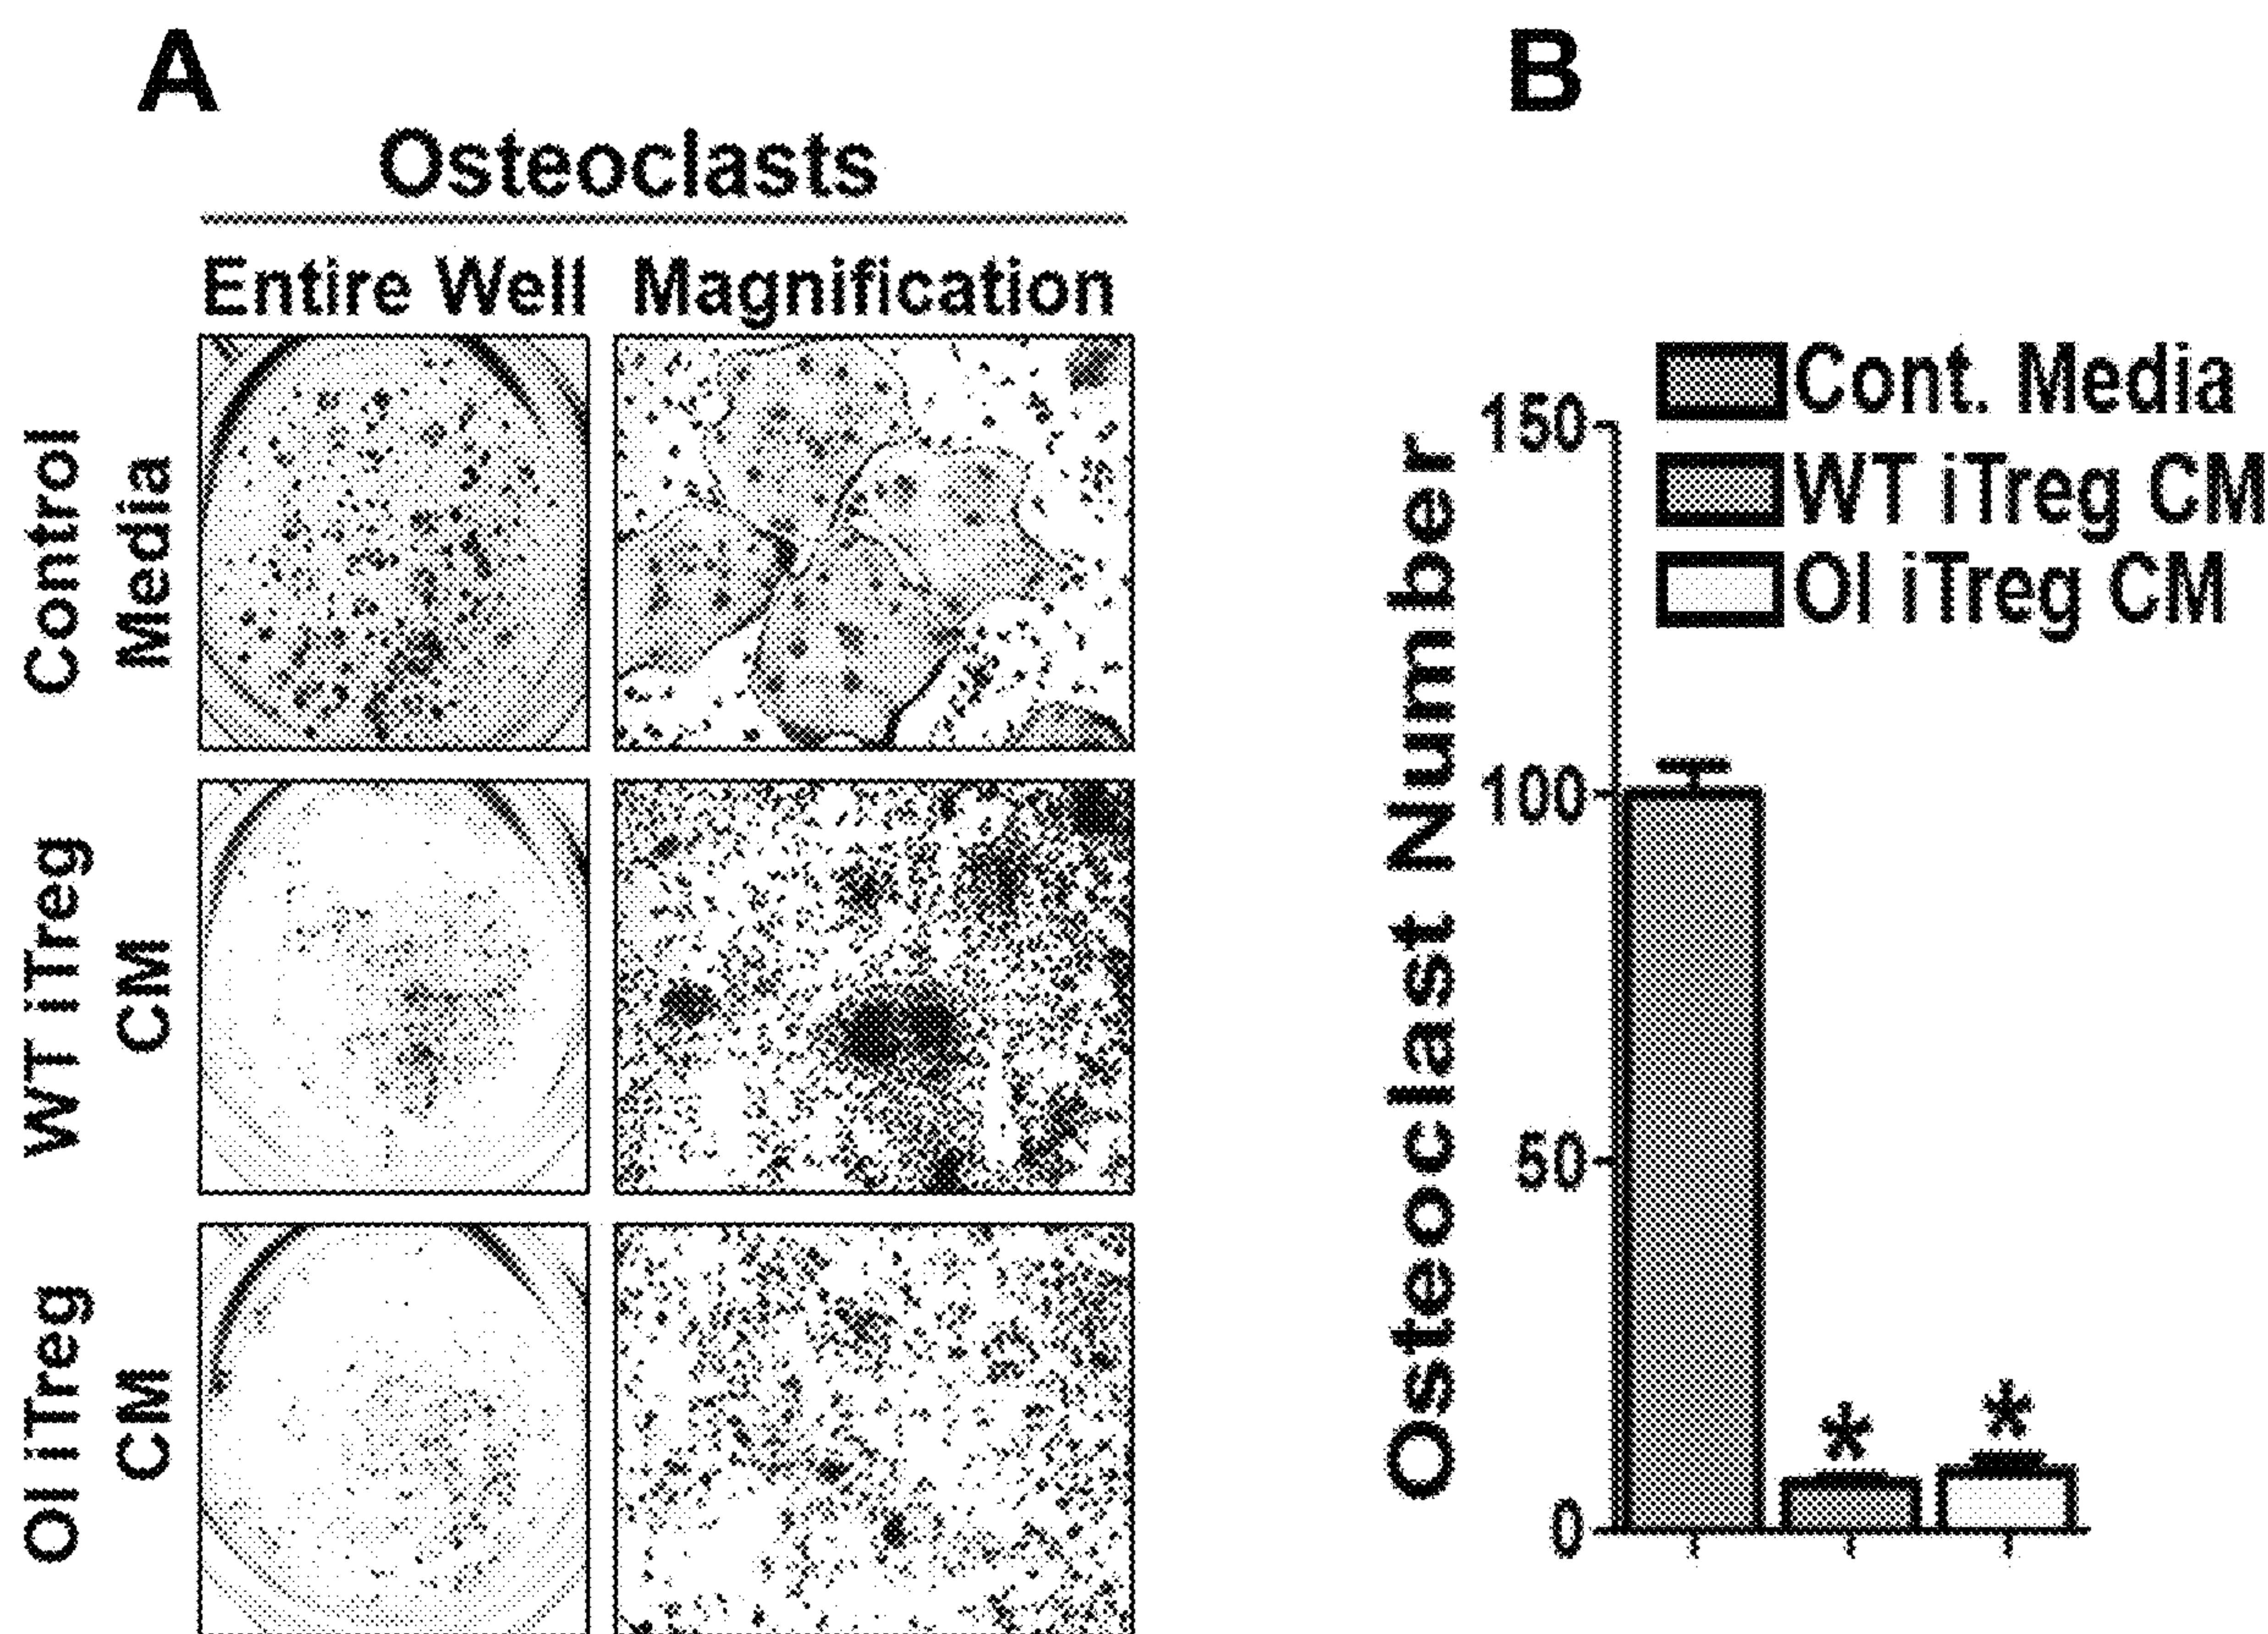 A
Osteoclasts
Entire Well Magnification
Control
Media
WT iTreg
CM
OI iTreg
CM
B
Cont. Media
WT iTreg CM
OI iTreg CM
Osteoclast Number
150
100
50
0
*
*